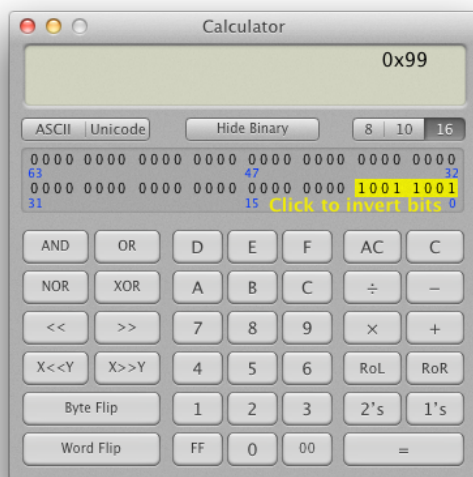 Calculator
0x99
ASCII Unicode Hide Binary 8 10 16
0000 0000 0000 0000 0000 0000 0000 0000
63 47 32
0000 0000 0000 0000 0000 0000 1001 1001
31 15 Click to invert bits 0
AND OR D E F AC C
NOR XOR A B C ÷ −
<< >> 7 8 9 × +
X<<Y X>>Y 4 5 6 RoL RoR
Byte Flip 1 2 3 2's 1's
Word Flip FF 0 00 =